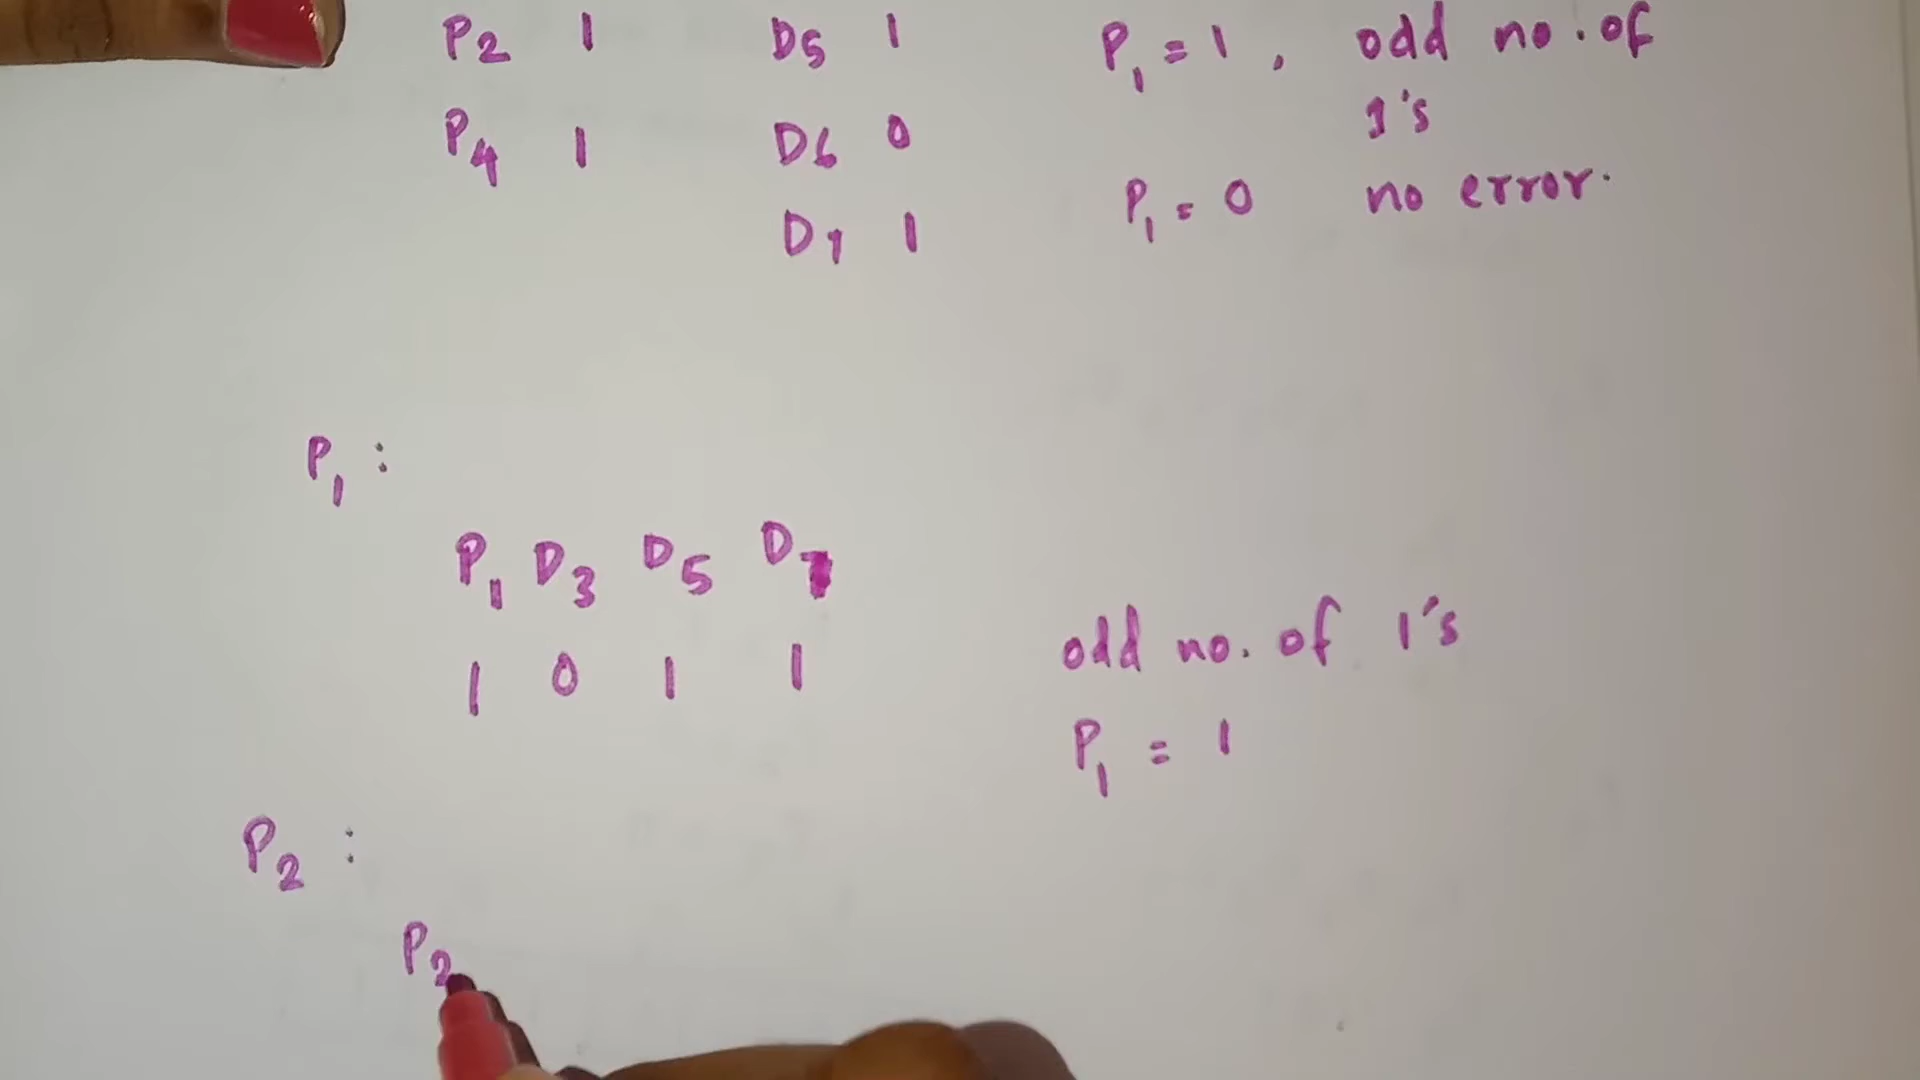 P2 1 D5 1 P1 = 1, odd no. of
1's
P4 1 D6 0
P1 = 0 no error.
D7 1
P1 :
P1 D3 D5 D7
1 0 1 1
odd no. of 1's
P1 = 1
P2 :
P2